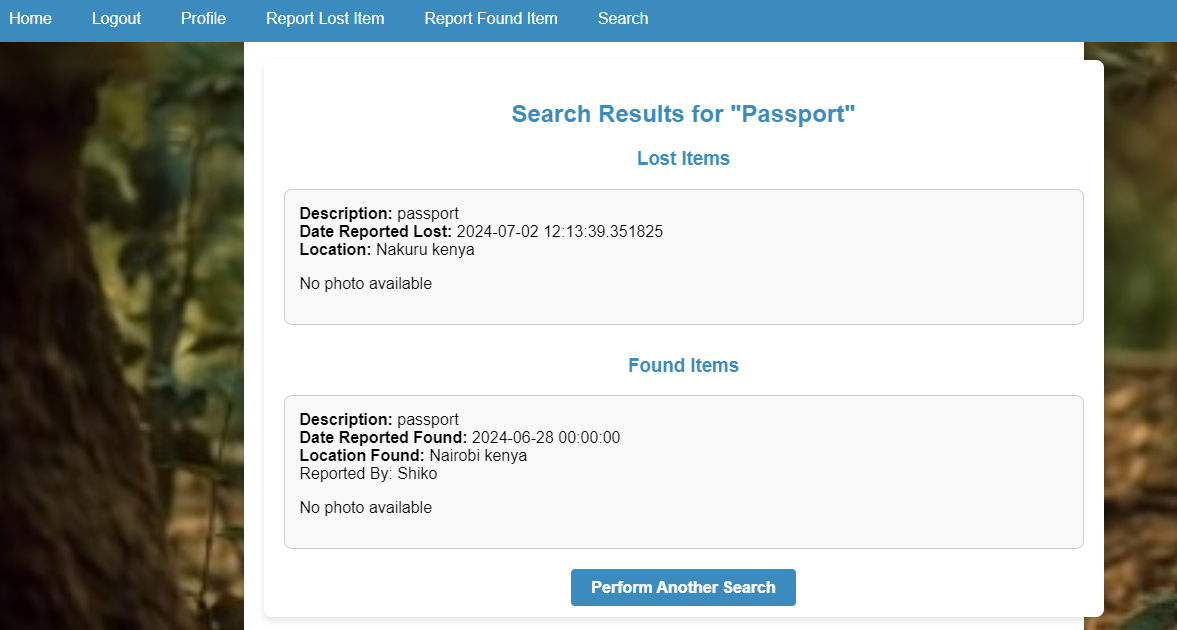 Home Logout Profile Report Lost Item Report Found Item Search
Search Results for "Passport"
Lost Items
Description: passport
Date Reported Lost: 2024-07-02 12:13:39.351825
Location: Nakuru kenya
No photo available
Found Items
Description: passport
Date Reported Found: 2024-06-28 00:00:00
Location Found: Nairobi kenya
Reported By: Shiko
No photo available
Perform Another Search